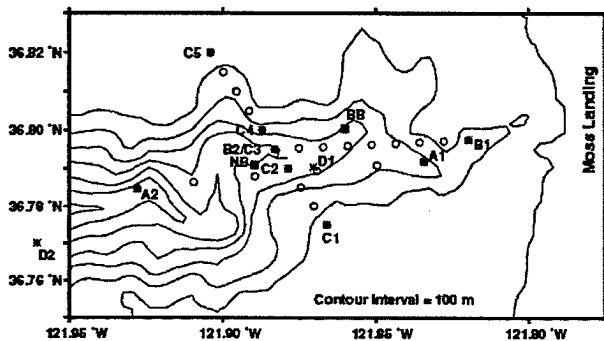 36.82 °N
C5
BB
36.80 °N
C4
B2/C3
B1
NB
C2
D1
A1
Moss Landing
36.78 °N
A2
C1
D2
36.76 °N
Contour Interval = 100 m
121.95 °W
121.90 °W
121.85 °W
121.80 °W